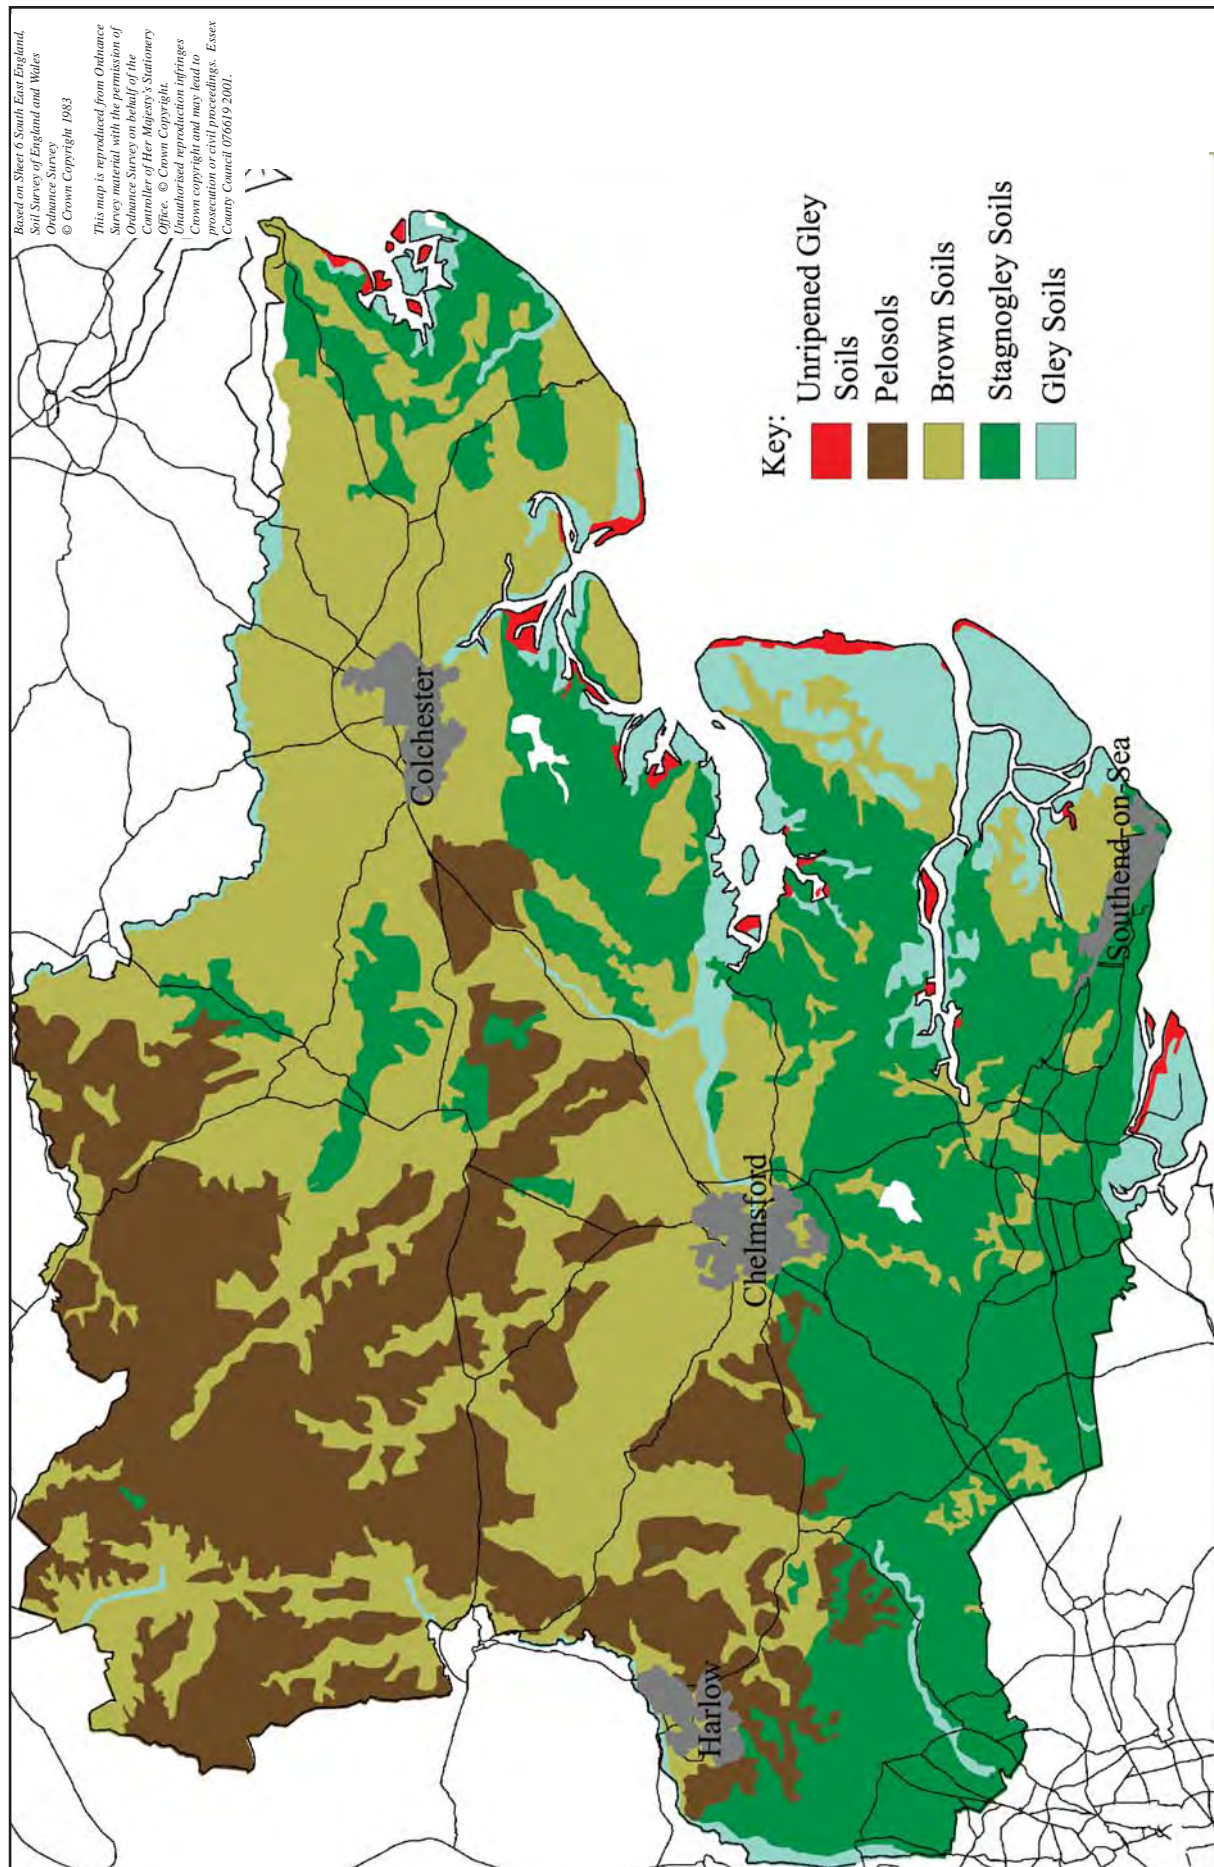 Based on Sheet 6 South East England,
Soil Survey of England and Wales
Ordnance Survey
© Crown Copyright 1983
This map is reproduced from Ordnance
Survey material with the permission of
Ordnance Survey on behalf of the
Controller of Her Majesty's Stationery
Office. © Crown Copyright.
Unauthorised reproduction infringes
Crown copyright and may lead to
prosecution or civil proceedings. Essex
County Council 076619 2001.
Colchester
Chelmsford
Harlow
Southend-on-Sea
Key:
Unripened Gley
Soils
Pelosols
Brown Soils
Stagnogley Soils
Gley Soils